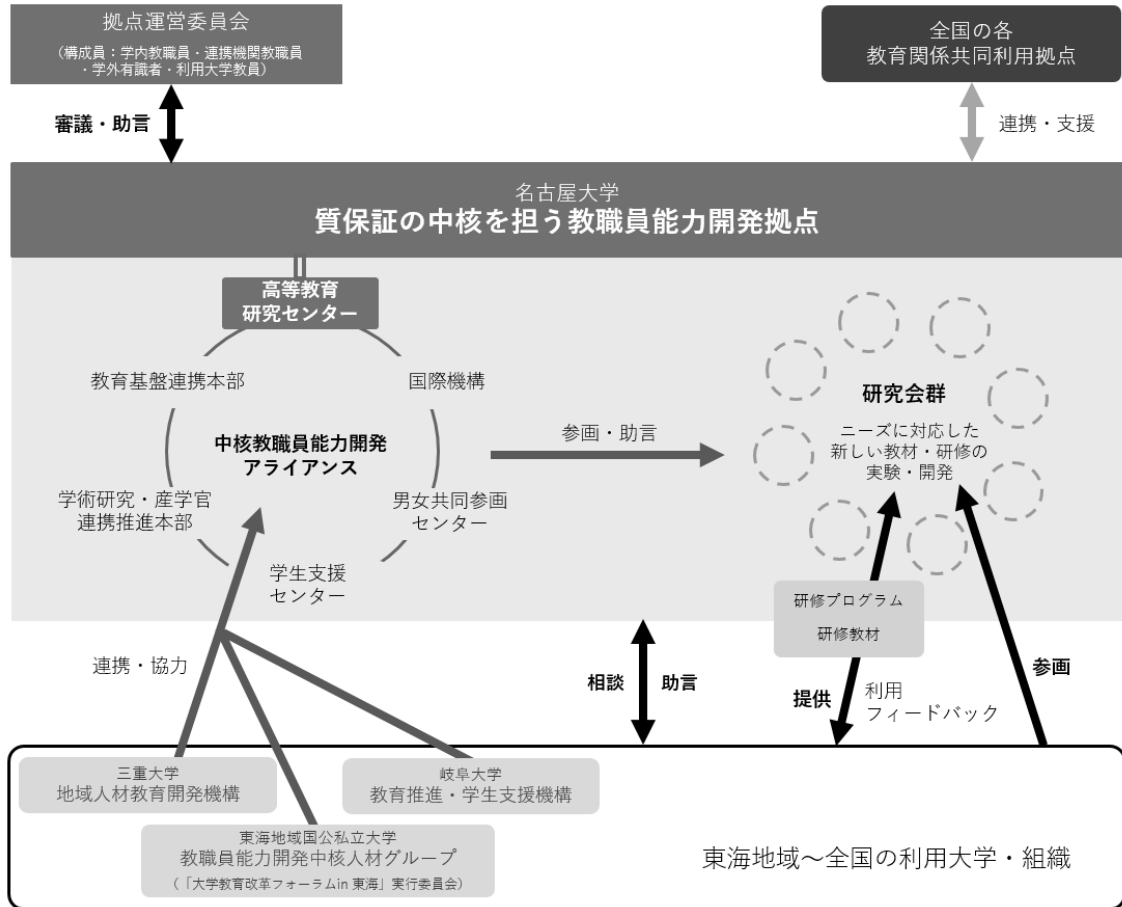 拠点運営委員会
（構成員：学内教職員・連携機関教職員
・学外有識者・利用大学教員）
全国の各
教育関係共同利用拠点
審議・助言
連携・支援
名古屋大学
質保証の中核を担う教職員能力開発拠点
高等教育
研究センター
教育基盤連携本部
国際機構
中核教職員能力開発
アライアンス
学術研究・産学官
連携推進本部
男女共同参画
センター
学生支援
センター
参画・助言
研究会群
ニーズに対応した
新しい教材・研修の
実験・開発
研修プログラム
研修教材
連携・協力
相談
助言
提供
利用
フィードバック
参画
三重大学
地域人材教育開発機構
岐阜大学
教育推進・学生支援機構
東海地域国公私立大学
教職員能力開発中核人材グループ
（「大学教育改革フォーラムin 東海」実行委員会）
東海地域～全国の利用大学・組織